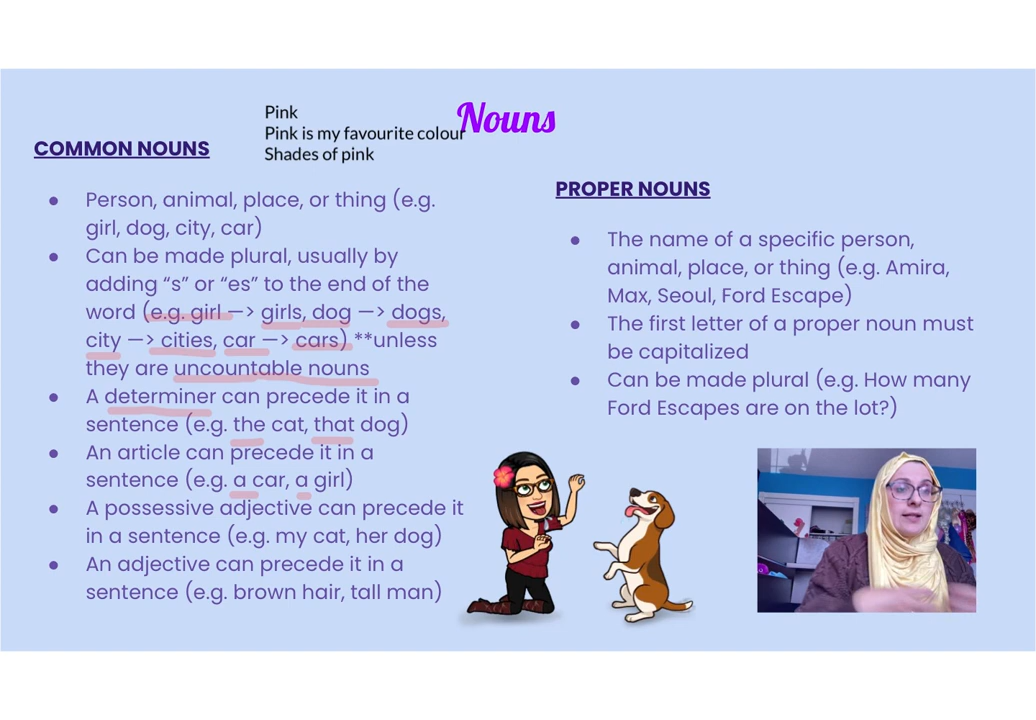 Nouns
Pink
Pink is my favourite colour
Shades of pink
COMMON NOUNS
● Person, animal, place, or thing (e.g.
girl, dog, city, car)
● Can be made plural, usually by
adding “s” or “es” to the end of the
word (e.g. girl —> girls, dog —> dogs,
city —> cities, car —> cars) **unless
they are uncountable nouns
● A determiner can precede it in a
sentence (e.g. the cat, that dog)
● An article can precede it in a
sentence (e.g. a car, a girl)
● A possessive adjective can precede it
in a sentence (e.g. my cat, her dog)
● An adjective can precede it in a
sentence (e.g. brown hair, tall man)
PROPER NOUNS
● The name of a specific person,
animal, place, or thing (e.g. Amira,
Max, Seoul, Ford Escape)
● The first letter of a proper noun must
be capitalized
● Can be made plural (e.g. How many
Ford Escapes are on the lot?)